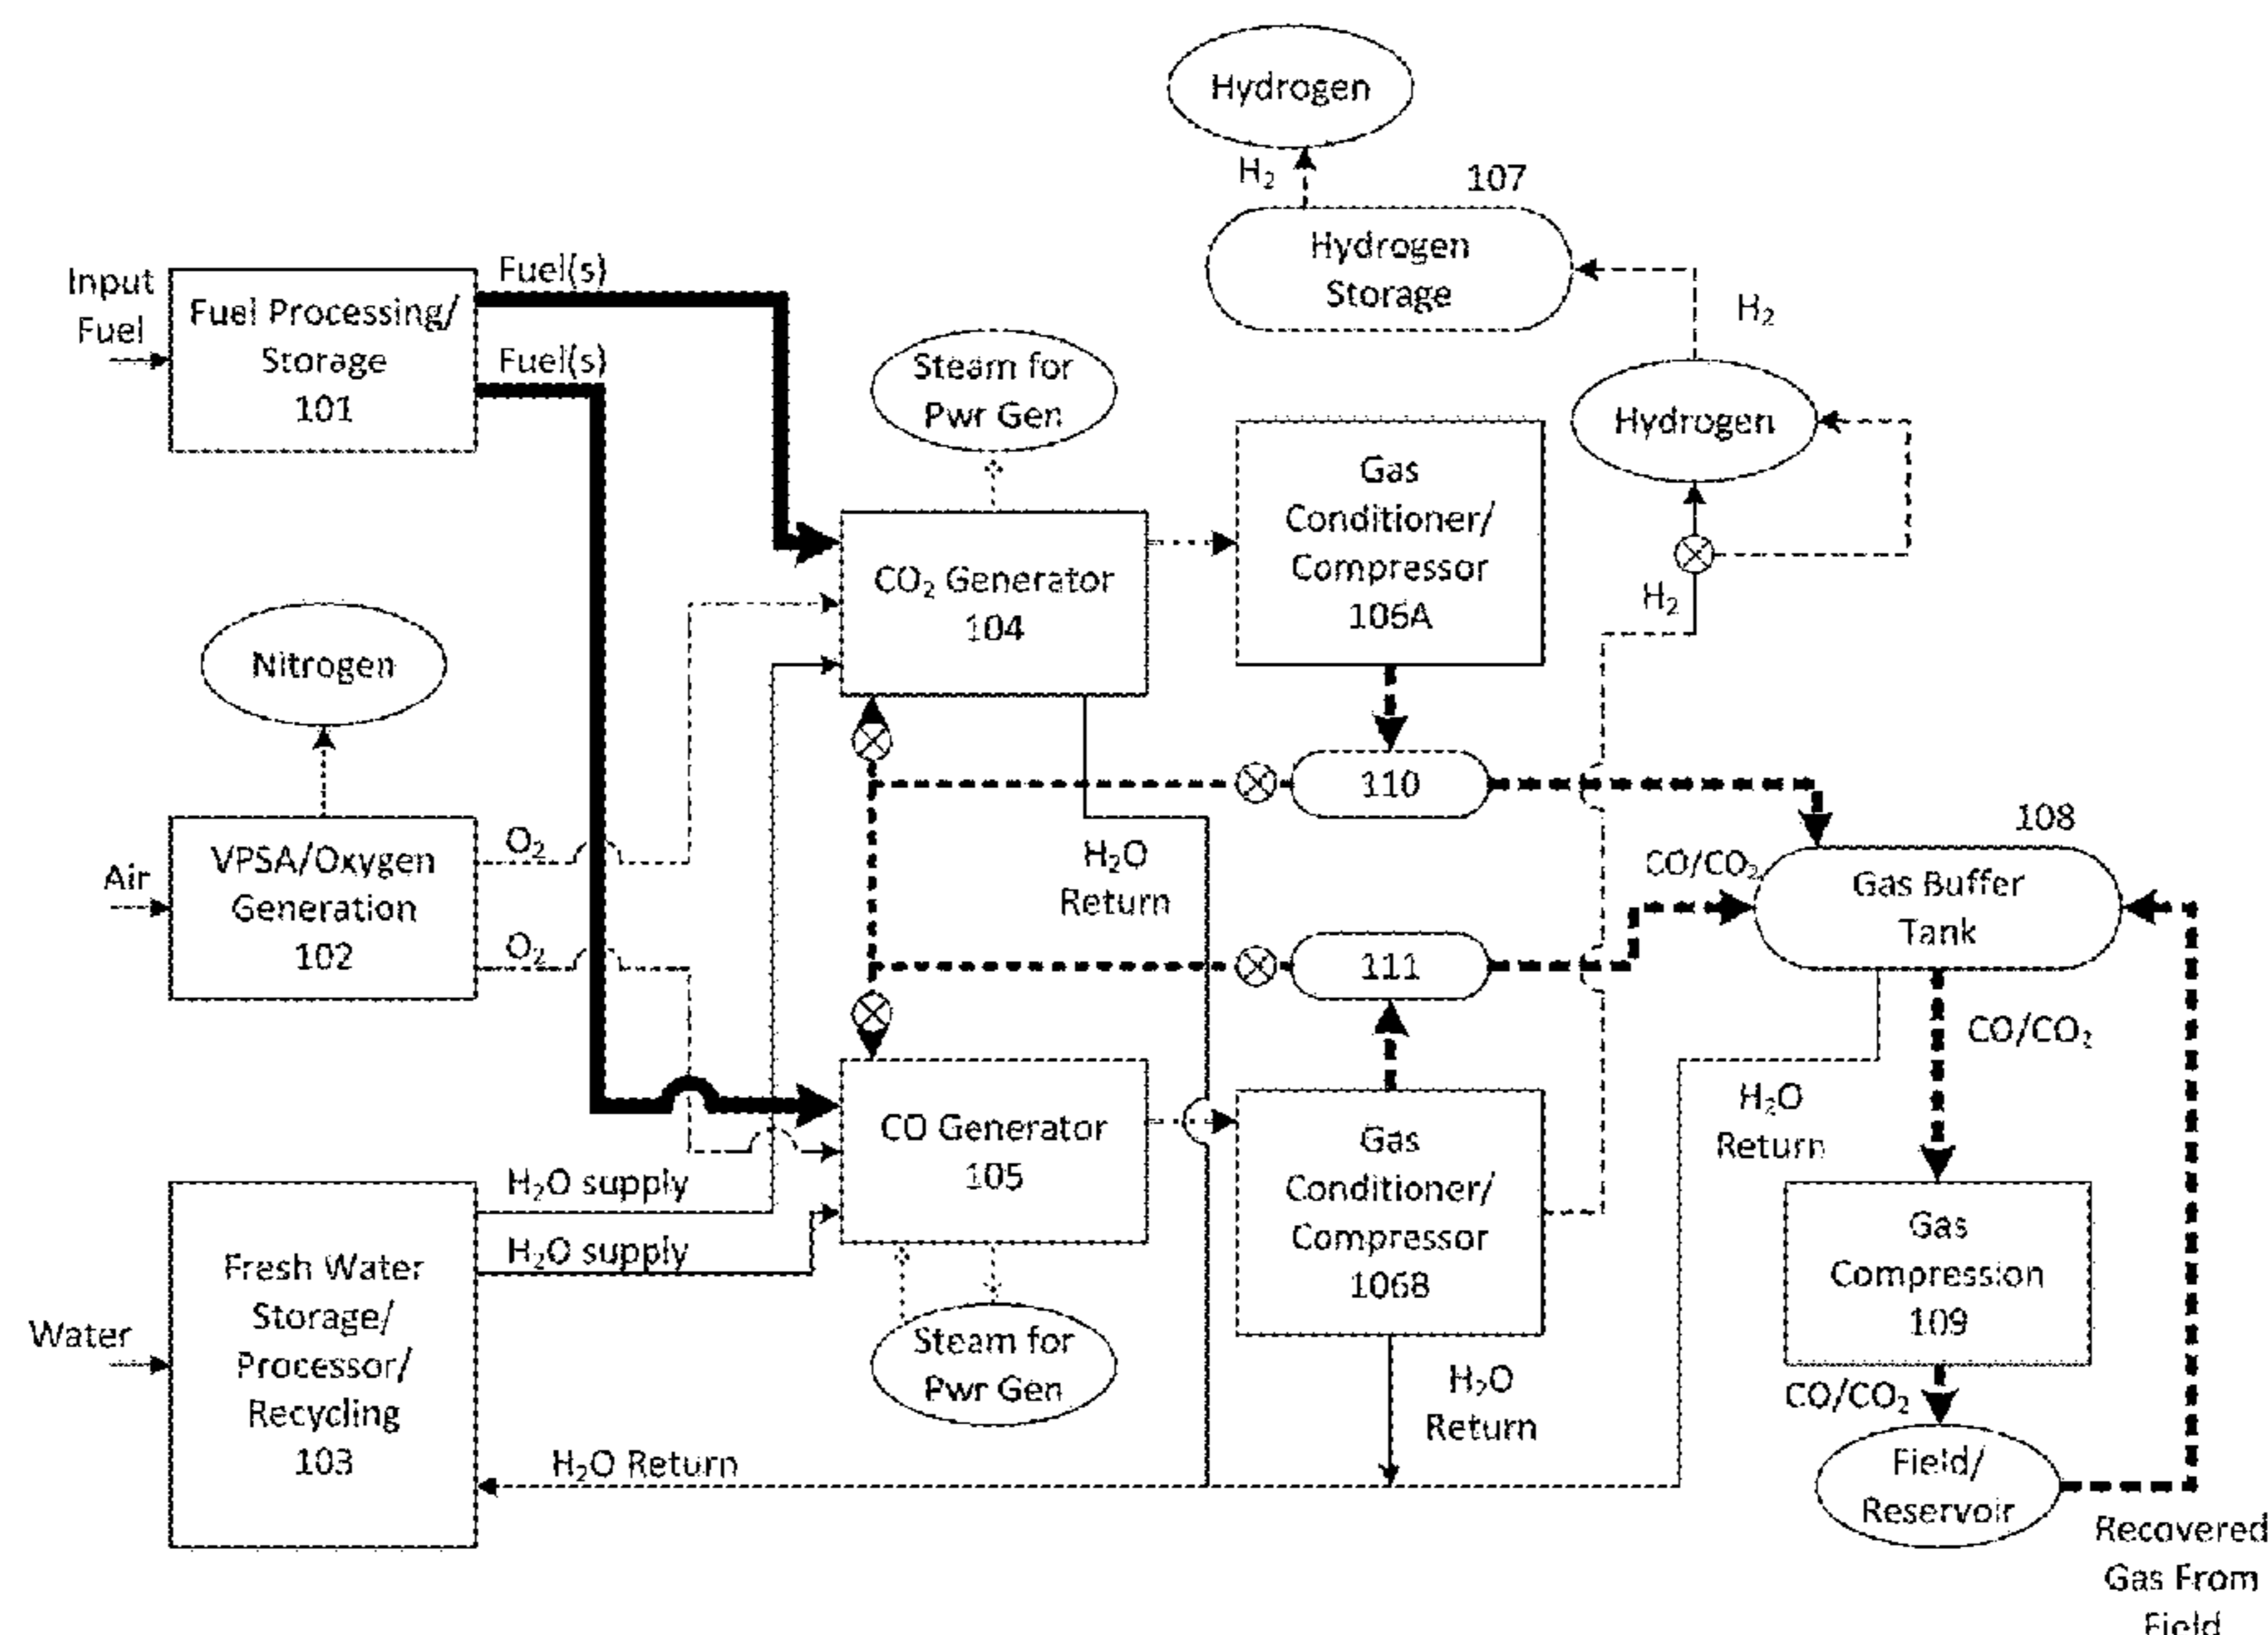 Hydrogen
H₂
107
Hydrogen
Storage
H₂
Input
Fuel
Fuel Processing/
Storage
101
Fuel(s)
Fuel(s)
Steam for
Pwr Gen
Hydrogen
Gas
Conditioner/
Compressor
106A
H₂
CO₂ Generator
104
Nitrogen
110
108
Air
VPSA/Oxygen
Generation
102
O₂
O₂
H₂O
Return
CO/CO₂
Gas Buffer
Tank
111
CO/CO₂
CO Generator
105
Gas
Conditioner/
Compressor
106B
H₂O
Return
Water
Fresh Water
Storage/
Processor/
Recycling
103
H₂O supply
H₂O supply
Steam for
Pwr Gen
Gas
Compression
109
H₂O
Return
CO/CO₂
H₂O Return
Field/
Reservoir
Recovered
Gas From
Field